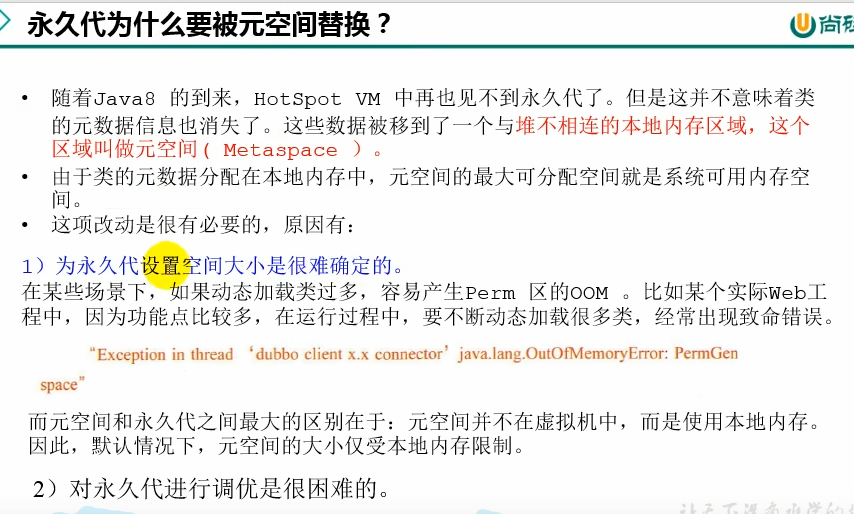 永久代为什么要被元空间替换？
尚硅
• 随着Java8 的到来，HotSpot VM 中再也见不到永久代了。但是这并不意味着类
的元数据信息也消失了。这些数据被移到了一个与堆不相连的本地内存区域，这个
区域叫做元空间( Metaspace ）。
• 由于类的元数据分配在本地内存中，元空间的最大可分配空间就是系统可用内存空
间。
• 这项改动是很有必要的，原因有：
1）为永久代设置空间大小是很难确定的。
在某些场景下，如果动态加载类过多，容易产生Perm 区的OOM 。比如某个实际Web工
程中，因为功能点比较多，在运行过程中，要不断动态加载很多类，经常出现致命错误。
“Exception in thread ‘dubbo client x.x connector’ java.lang.OutOfMemoryError: PermGen
space”
而元空间和永久代之间最大的区别在于：元空间并不在虚拟机中，而是使用本地内存。
因此，默认情况下，元空间的大小仅受本地内存限制。
2）对永久代进行调优是很困难的。